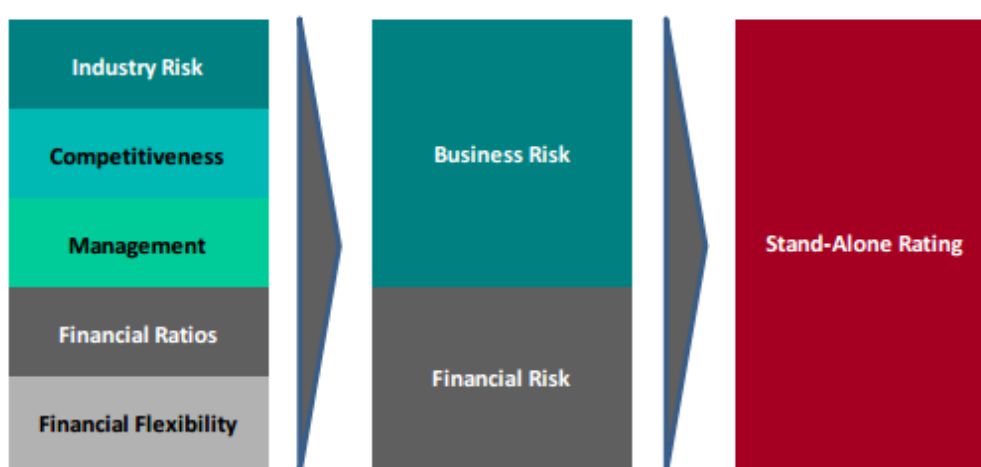 Industry Risk
Competitiveness
Management
Financial Ratios
Financial Flexibility
Business Risk
Financial Risk
Stand-Alone Rating